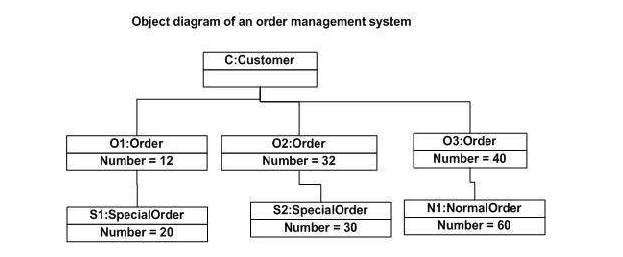 Object diagram of an order management system
C:Customer
O1:Order
Number = 12
O2:Order
Number = 32
O3:Order
Number = 40
S1:SpecialOrder
Number = 20
S2:SpecialOrder
Number = 30
N1:NormalOrder
Number = 60